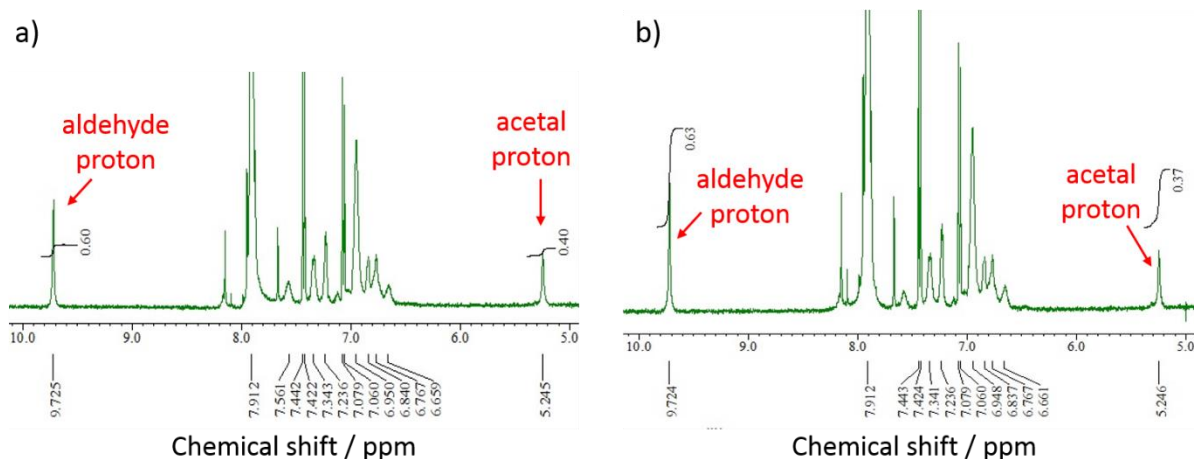 a)
aldehyde
proton
acetal
proton
0.60
0.40
10.0 9.0 8.0 7.0 6.0 5.0
9.725 7.912 7.561 7.442 7.422 7.343 7.236 7.079 7.060 6.950 6.840 6.767 6.659 5.245
Chemical shift / ppm
b)
0.63
aldehyde
proton
acetal
proton
0.37
10.0 9.0 8.0 7.0 6.0 5.0
9.724 7.912 7.443 7.424 7.341 7.236 7.079 7.060 6.948 6.837 6.767 6.661 5.246
Chemical shift / ppm